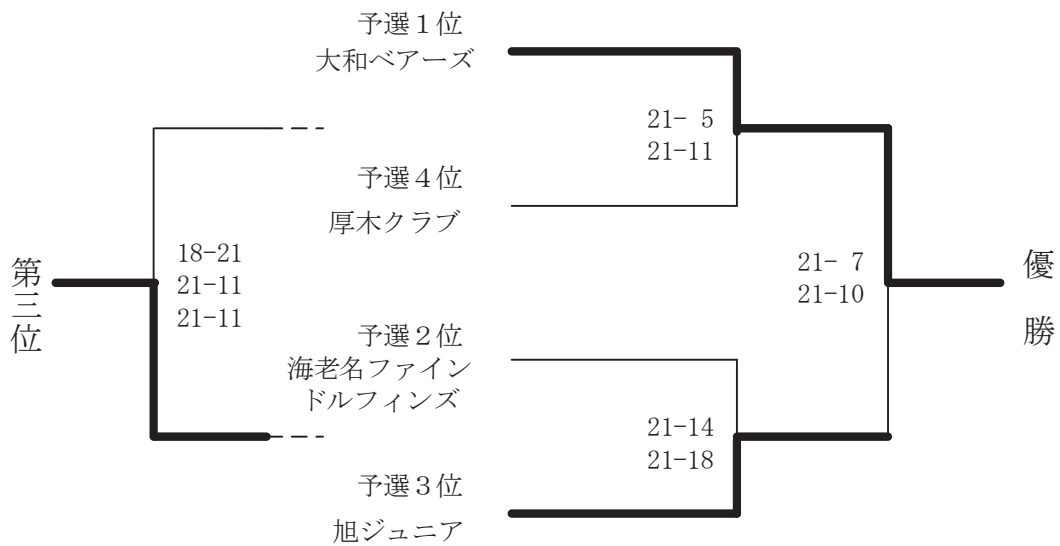 予選１位
大和ベアーズ
21- 5
21-11
予選４位
厚木クラブ
第三位
18-21
21-11
21-11
21- 7
21-10
優勝
予選２位
海老名ファイン
ドルフィンズ
21-14
21-18
予選３位
旭ジュニア